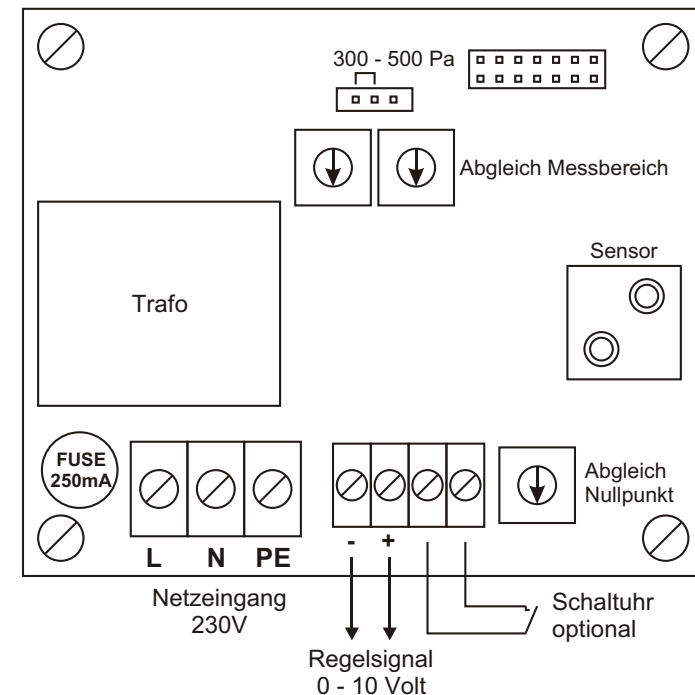 300 - 500 Pa
Abgleich Messbereich
Sensor
Trafo
FUSE
250mA
Abgleich
Nullpunkt
- +
L N PE
Netzeingang
230V
Schaltuhr
optional
Regelsignal
0 - 10 Volt